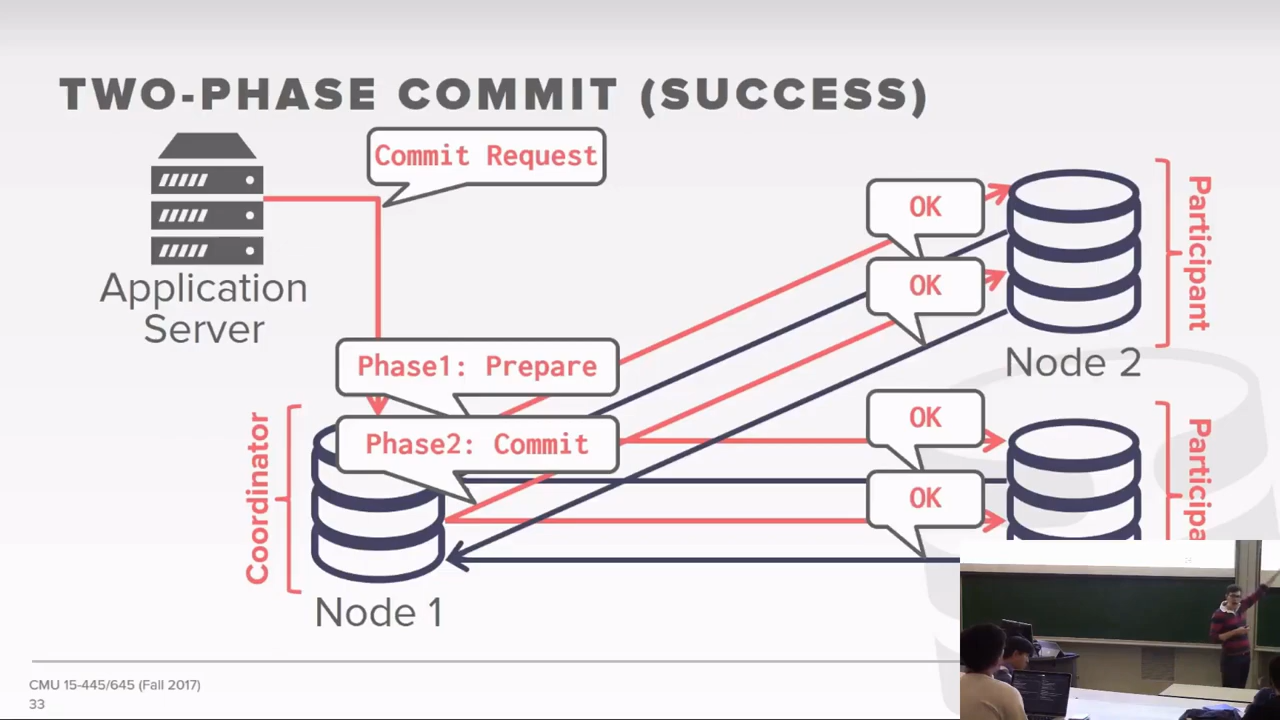 TWO-PHASE COMMIT (SUCCESS)
Commit Request
Application
Server
OK
OK
Participant
Node 2
Phase1: Prepare
Phase2: Commit
OK
OK
Coordinator
Node 1
CMU 15-445/645 (Fall 2017)
33